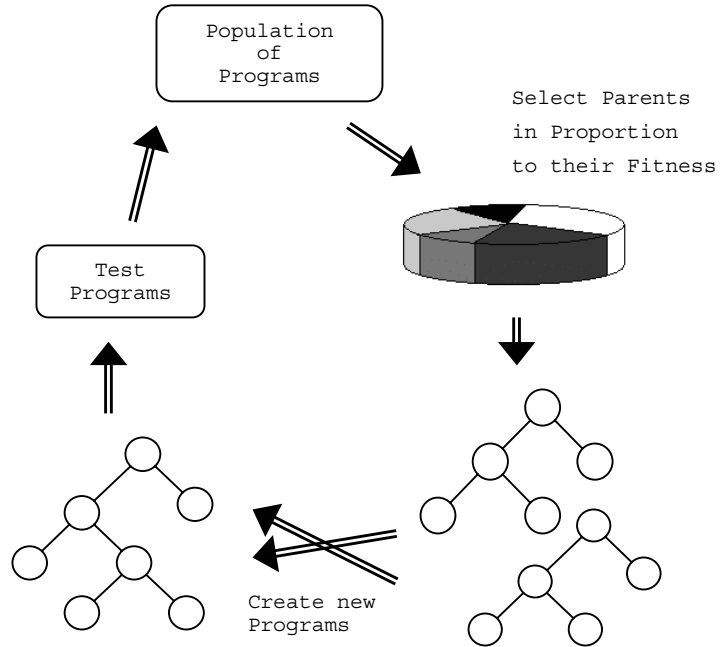 Population
of
Programs
Select Parents
in Proportion
to their Fitness
Test
Programs
Create new
Programs